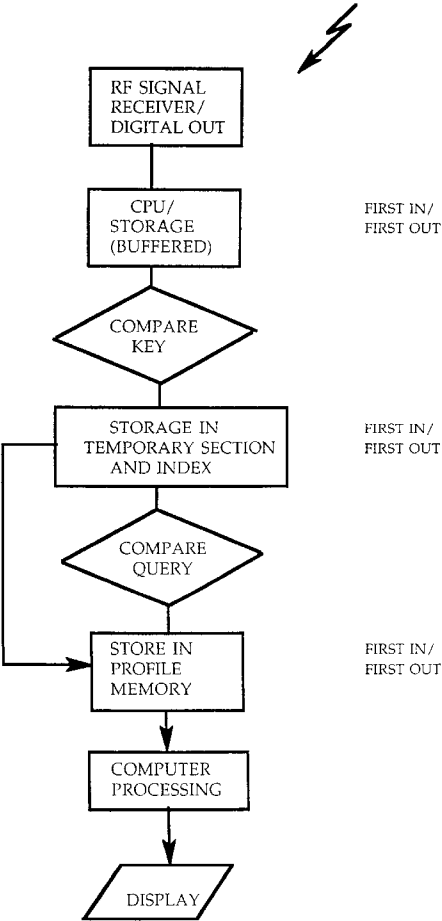 RF SIGNAL
RECEIVER/
DIGITAL OUT
CPU/
STORAGE
(BUFFERED)
FIRST IN/
FIRST OUT
COMPARE
KEY
STORAGE IN
TEMPORARY SECTION
AND INDEX
FIRST IN/
FIRST OUT
COMPARE
QUERY
STORE IN
PROFILE
MEMORY
FIRST IN/
FIRST OUT
COMPUTER
PROCESSING
DISPLAY